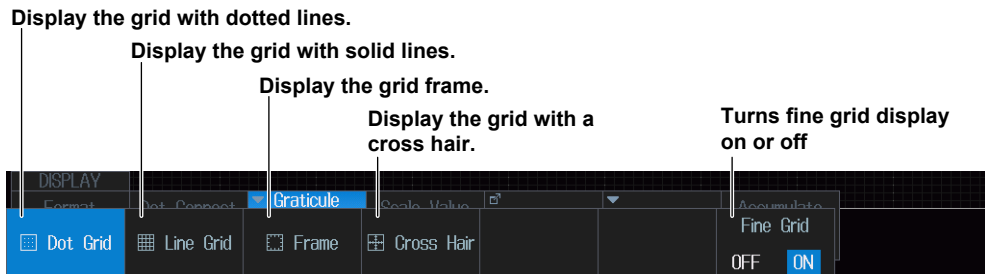 Display the grid with dotted lines.
Display the grid with solid lines.
Display the grid frame.
Display the grid with a
cross hair.
Turns fine grid display
on or off
DISPLAY
Format Dot Connect Graticule Scale Value Accumulate
Dot Grid Line Grid Frame Cross Hair Fine Grid
OFF ON